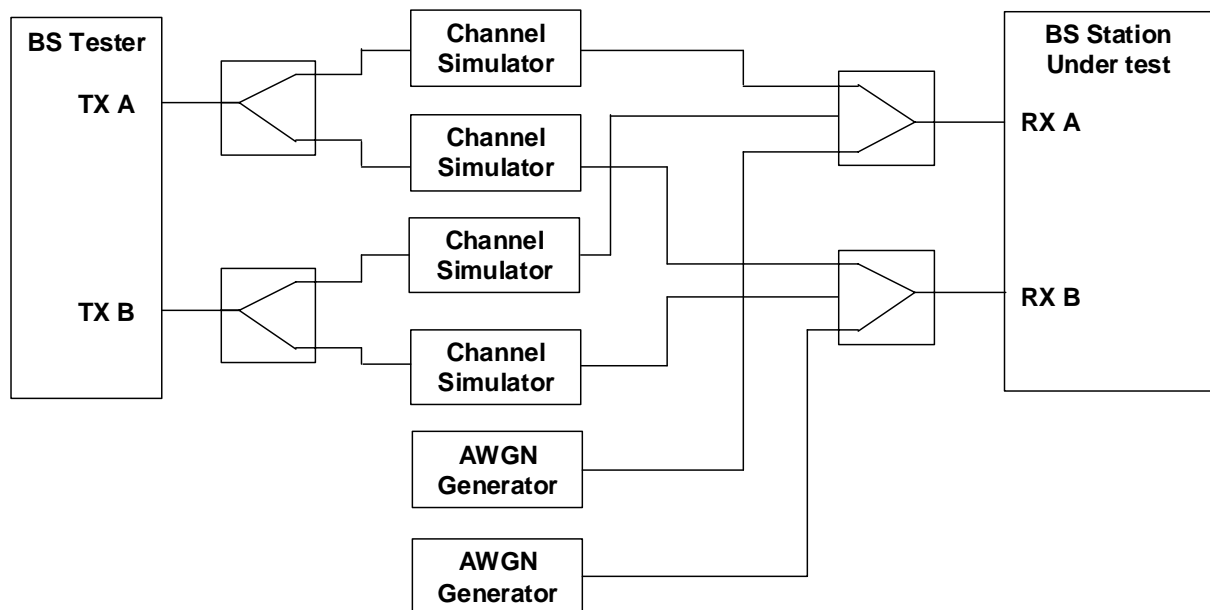 BS Tester
TX A
TX B
Channel
Simulator
Channel
Simulator
Channel
Simulator
Channel
Simulator
AWGN
Generator
AWGN
Generator
BS Station
Under test
RX A
RX B